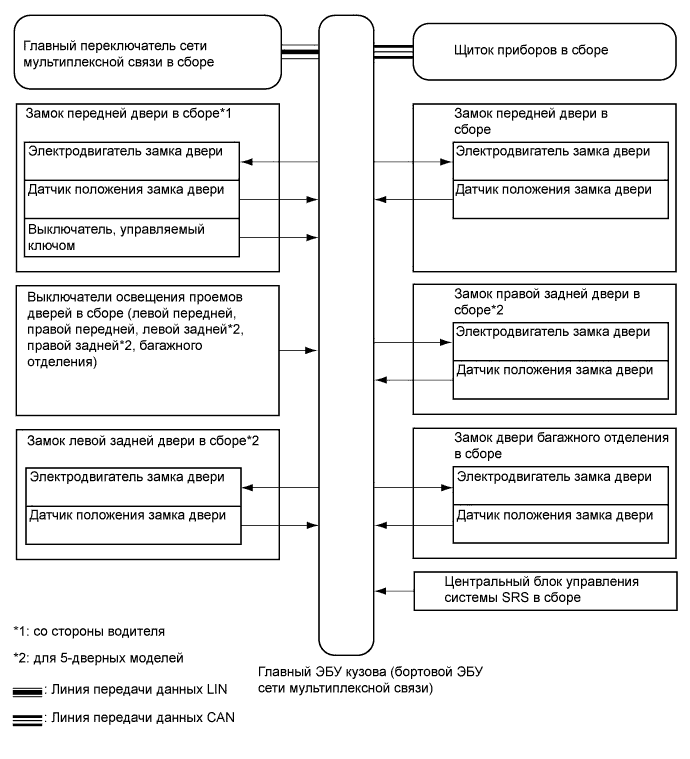 Главный переключатель сети
мультиплексной связи в сборе
Щиток приборов в сборе
Замок передней двери в сборе*1
Электродвигатель замка двери
Датчик положения замка двери
Выключатель, управляемый
ключом
Замок передней двери в
сборе
Электродвигатель замка двери
Датчик положения замка двери
Выключатели освещения проемов
дверей в сборе (левой передней,
правой передней, левой задней*2,
правой задней*2, багажного
отделения)
Замок правой задней двери в
сборе*2
Электродвигатель замка двери
Датчик положения замка двери
Замок левой задней двери в сборе*2
Электродвигатель замка двери
Датчик положения замка двери
Замок двери багажного отделения
в сборе
Электродвигатель замка двери
Датчик положения замка двери
Центральный блок управления
системы SRS в сборе
*1: со стороны водителя
*2: для 5-дверных моделей
: Линия передачи данных LIN
: Линия передачи данных CAN
Главный ЭБУ кузова (бортовой ЭБУ
сети мультиплексной связи)